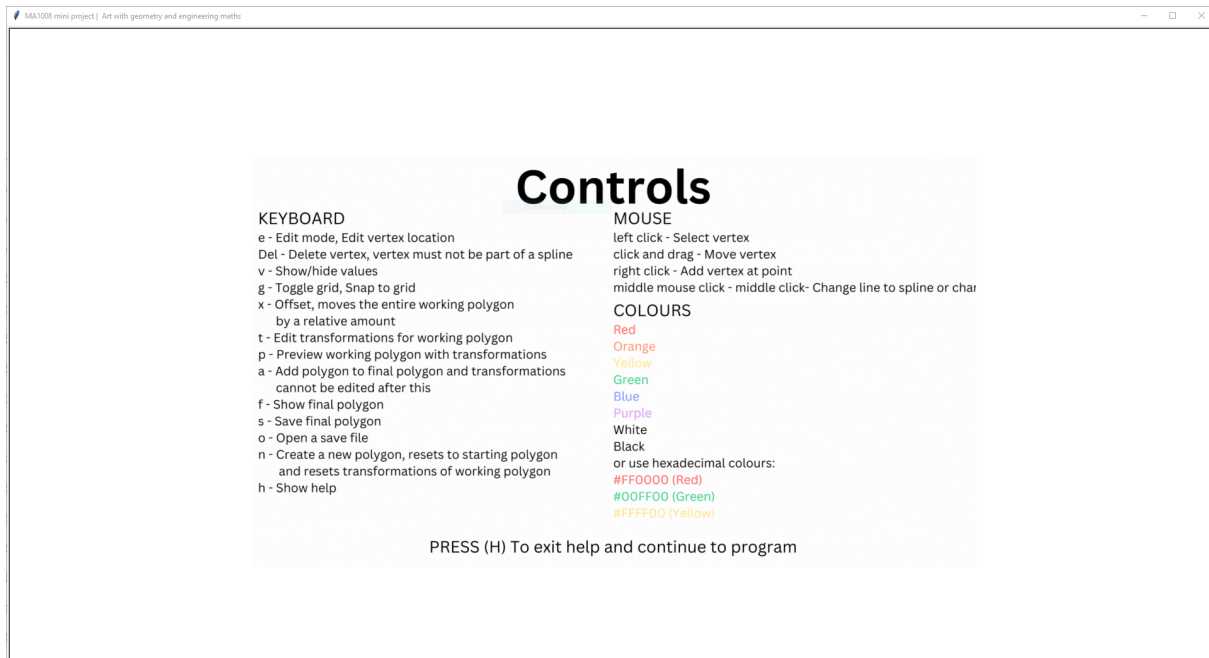 MA1008 mini project | Art with geometry and engineering maths
Controls
KEYBOARD
e - Edit mode, Edit vertex location
Del - Delete vertex, vertex must not be part of a spline
v - Show/hide values
g - Toggle grid, Snap to grid
x - Offset, moves the entire working polygon
by a relative amount
t - Edit transformations for working polygon
p - Preview working polygon with transformations
a - Add polygon to final polygon and transformations
cannot be edited after this
f - Show final polygon
s - Save final polygon
o - Open a save file
n - Create a new polygon, resets to starting polygon
and resets transformations of working polygon
h - Show help
MOUSE
left click - Select vertex
click and drag - Move vertex
right click - Add vertex at point
middle mouse click - middle click- Change line to spline or
COLOURS
Red
Orange
Yellow
Green
Blue
Purple
White
Black
or use hexadecimal colours:
#FF0000 (Red)
#00FF00 (Green)
#FFFF00 (Yellow)
PRESS (H) To exit help and continue to program